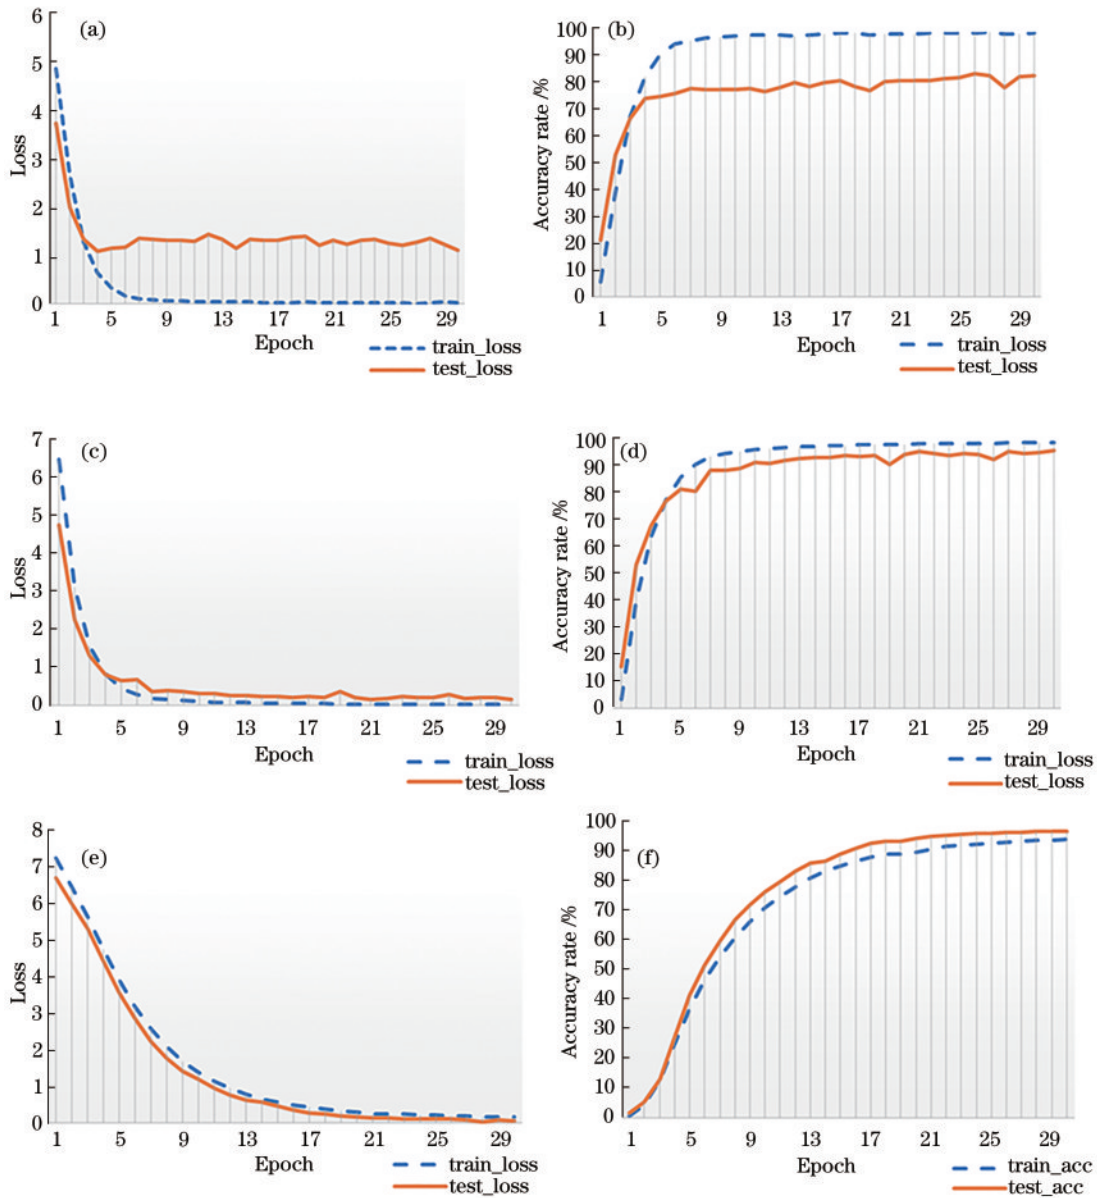 (a)
6
5
4
3
2
1
0
Loss
1 5 9 13 17 21 25 29
Epoch
train_loss
test_loss
(b)
100
90
80
70
60
50
40
30
20
10
0
Accuracy rate /%
1 5 9 13 17 21 25 29
Epoch
train_loss
test_loss
(c)
7
6
5
4
3
2
1
0
Loss
1 5 9 13 17 21 25 29
Epoch
train_loss
test_loss
(d)
100
90
80
70
60
50
40
30
20
10
0
Accuracy rate /%
1 5 9 13 17 21 25 29
Epoch
train_loss
test_loss
(e)
8
7
6
5
4
3
2
1
0
Loss
1 5 9 13 17 21 25 29
Epoch
train_loss
test_loss
(f)
100
90
80
70
60
50
40
30
20
10
0
Accuracy rate /%
1 5 9 13 17 21 25 29
Epoch
train_acc
test_acc